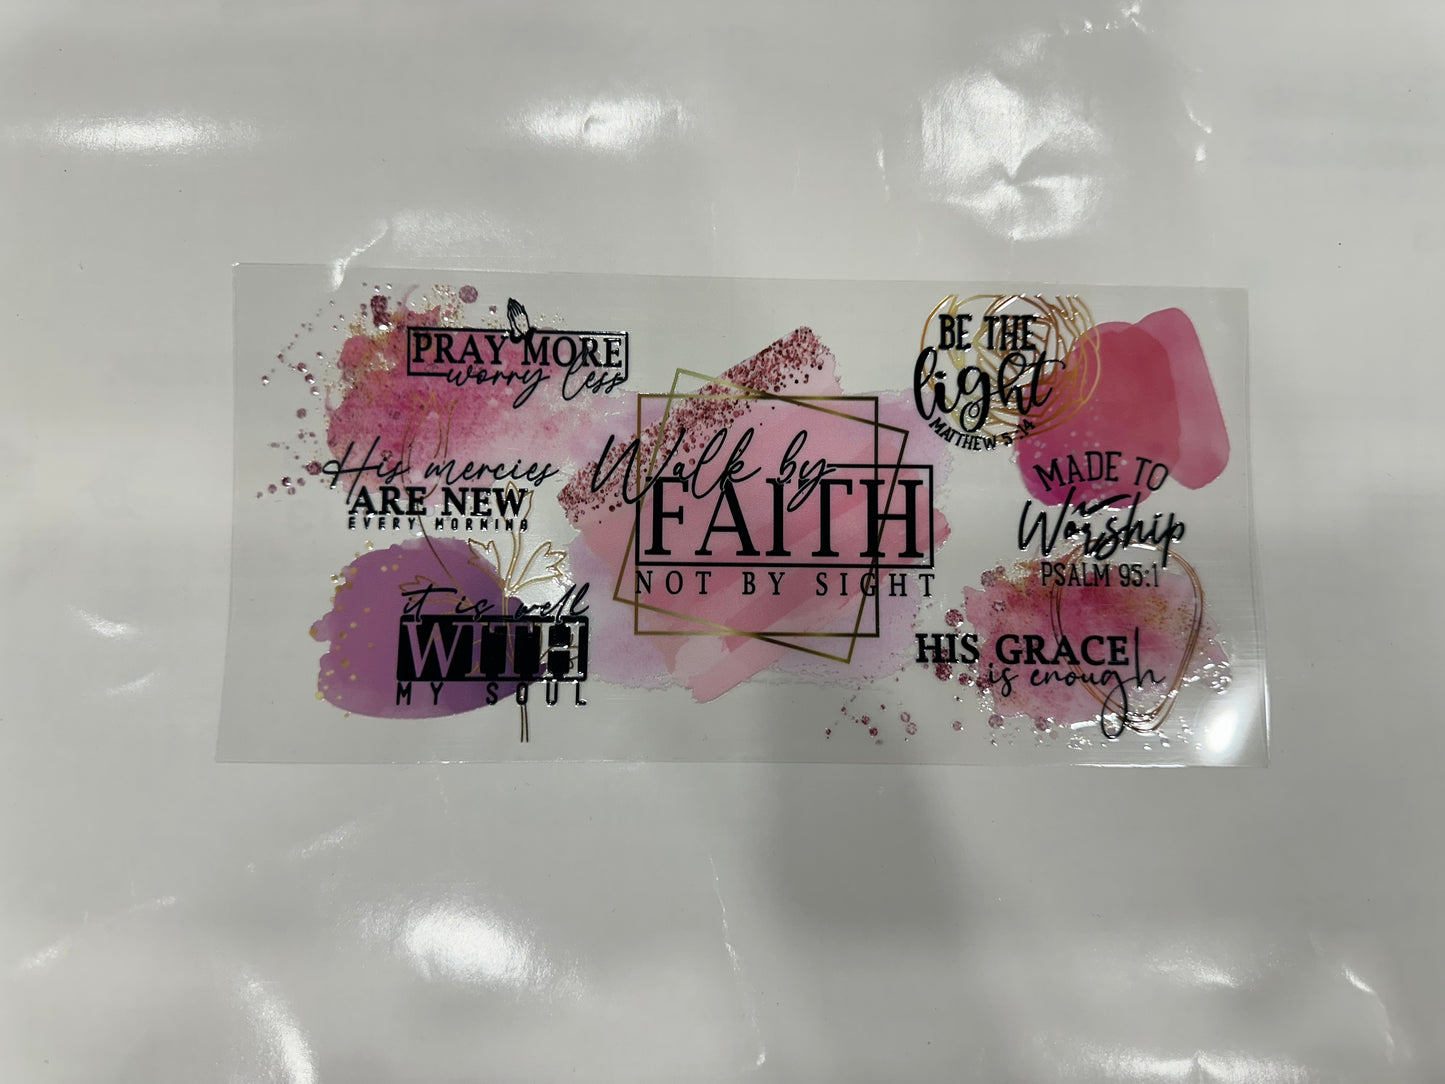 PRAY MORE
worry less
His mercies
ARE NEW
EVERY MORNING
it is well
WITH
MY SOUL
Walk by
FAITH
NOT BY SIGHT
BE THE
light
MATTHEW 5:14
MADE TO
Worship
PSALM 95:1
HIS GRACE
is enough